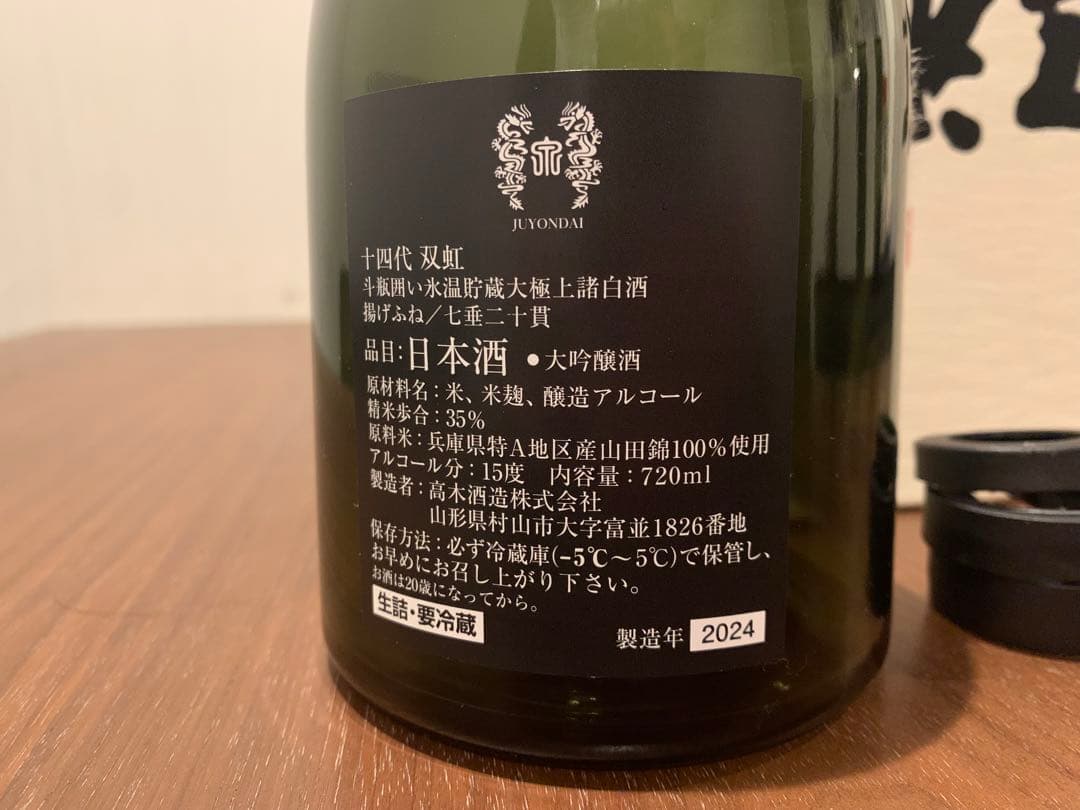 JUYONDAI
十四代 双虹
斗瓶囲い氷温貯蔵大極上諸白酒
揚げふね／七垂二十貫
品目：日本酒 ●大吟醸酒
原材料名：米、米麹、醸造アルコール
精米歩合：35%
原料米：兵庫県特A地区産山田錦100%使用
アルコール分：15度 内容量：720ml
製造者：高木酒造株式会社
山形県村山市大字富並1826番地
保存方法：必ず冷蔵庫(-5℃～5℃)で保管し、
お早めにお召し上がり下さい。
お酒は20歳になってから。
生詰・要冷蔵
製造年 2024